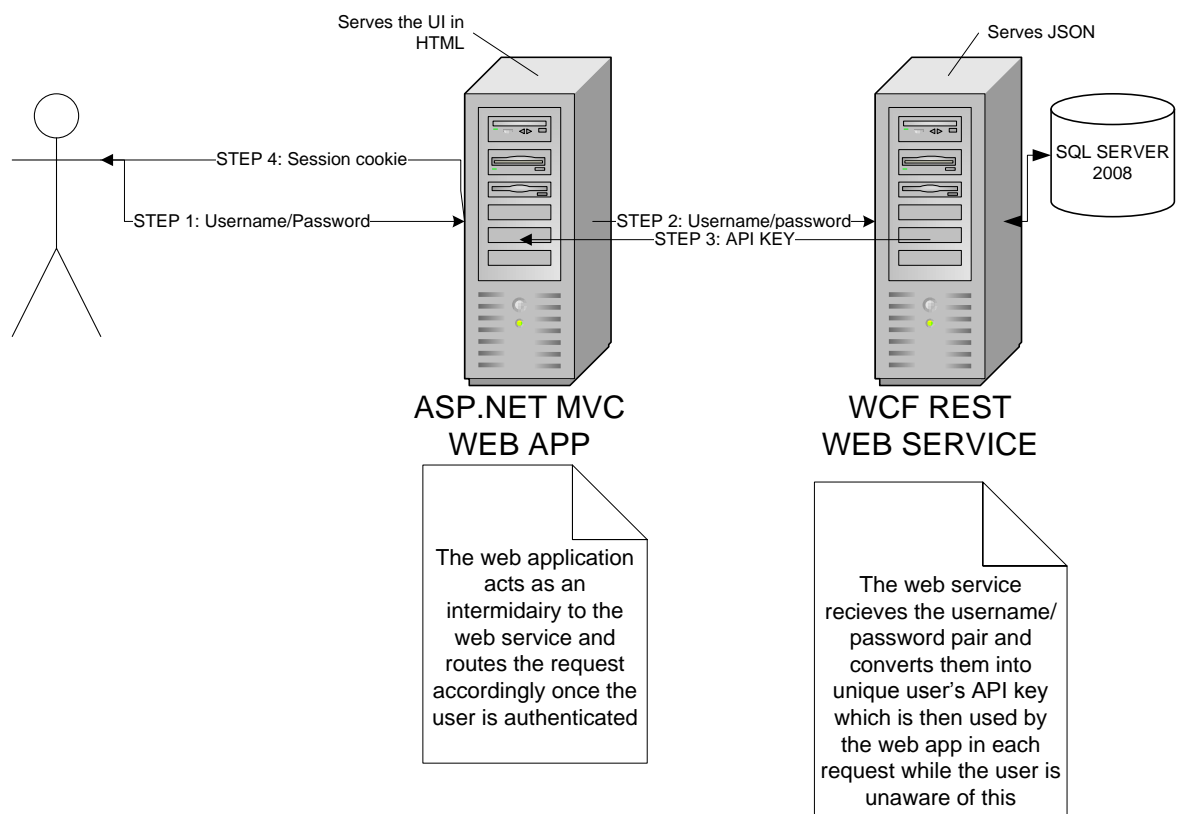 Serves the UI in
HTML
Serves JSON
SQL SERVER
2008
STEP 4: Session cookie
STEP 1: Username/Password
STEP 2: Username/password
STEP 3: API KEY
ASP.NET MVC
WEB APP
WCF REST
WEB SERVICE
The web application
acts as an
intermidairy to the
web service and
routes the request
accordingly once the
user is authenticated
The web service
recieves the username/
password pair and
converts them into
unique user’s API key
which is then used by
the web app in each
request while the user is
unaware of this